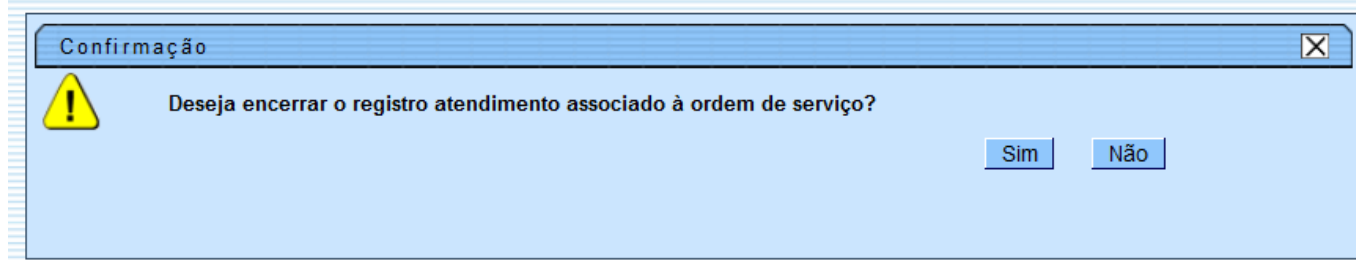 Confirmação
Deseja encerrar o registro atendimento associado à ordem de serviço?
Sim Não